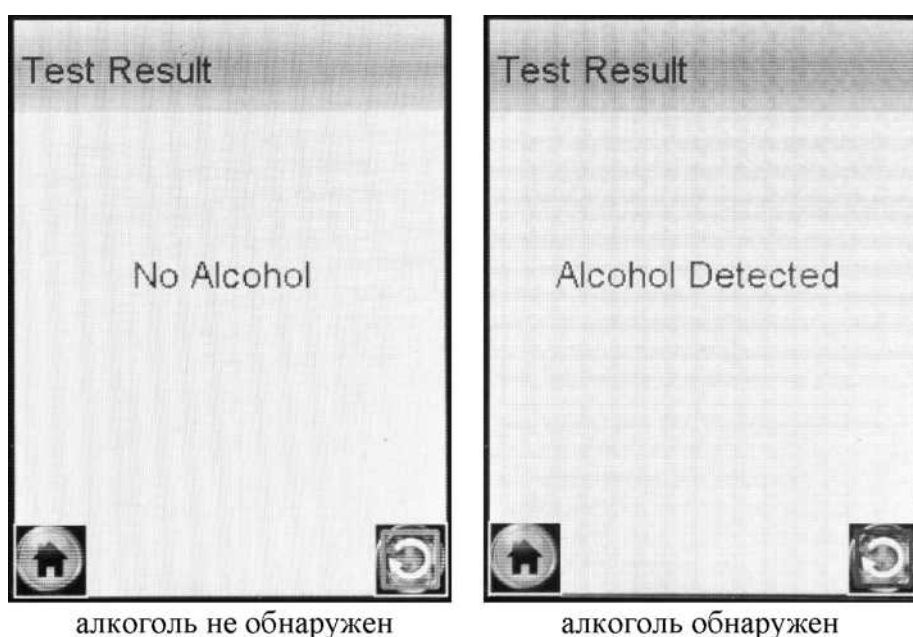 Test Result
No Alcohol
алкоголь не обнаружен
Test Result
Alcohol Detected
алкоголь обнаружен